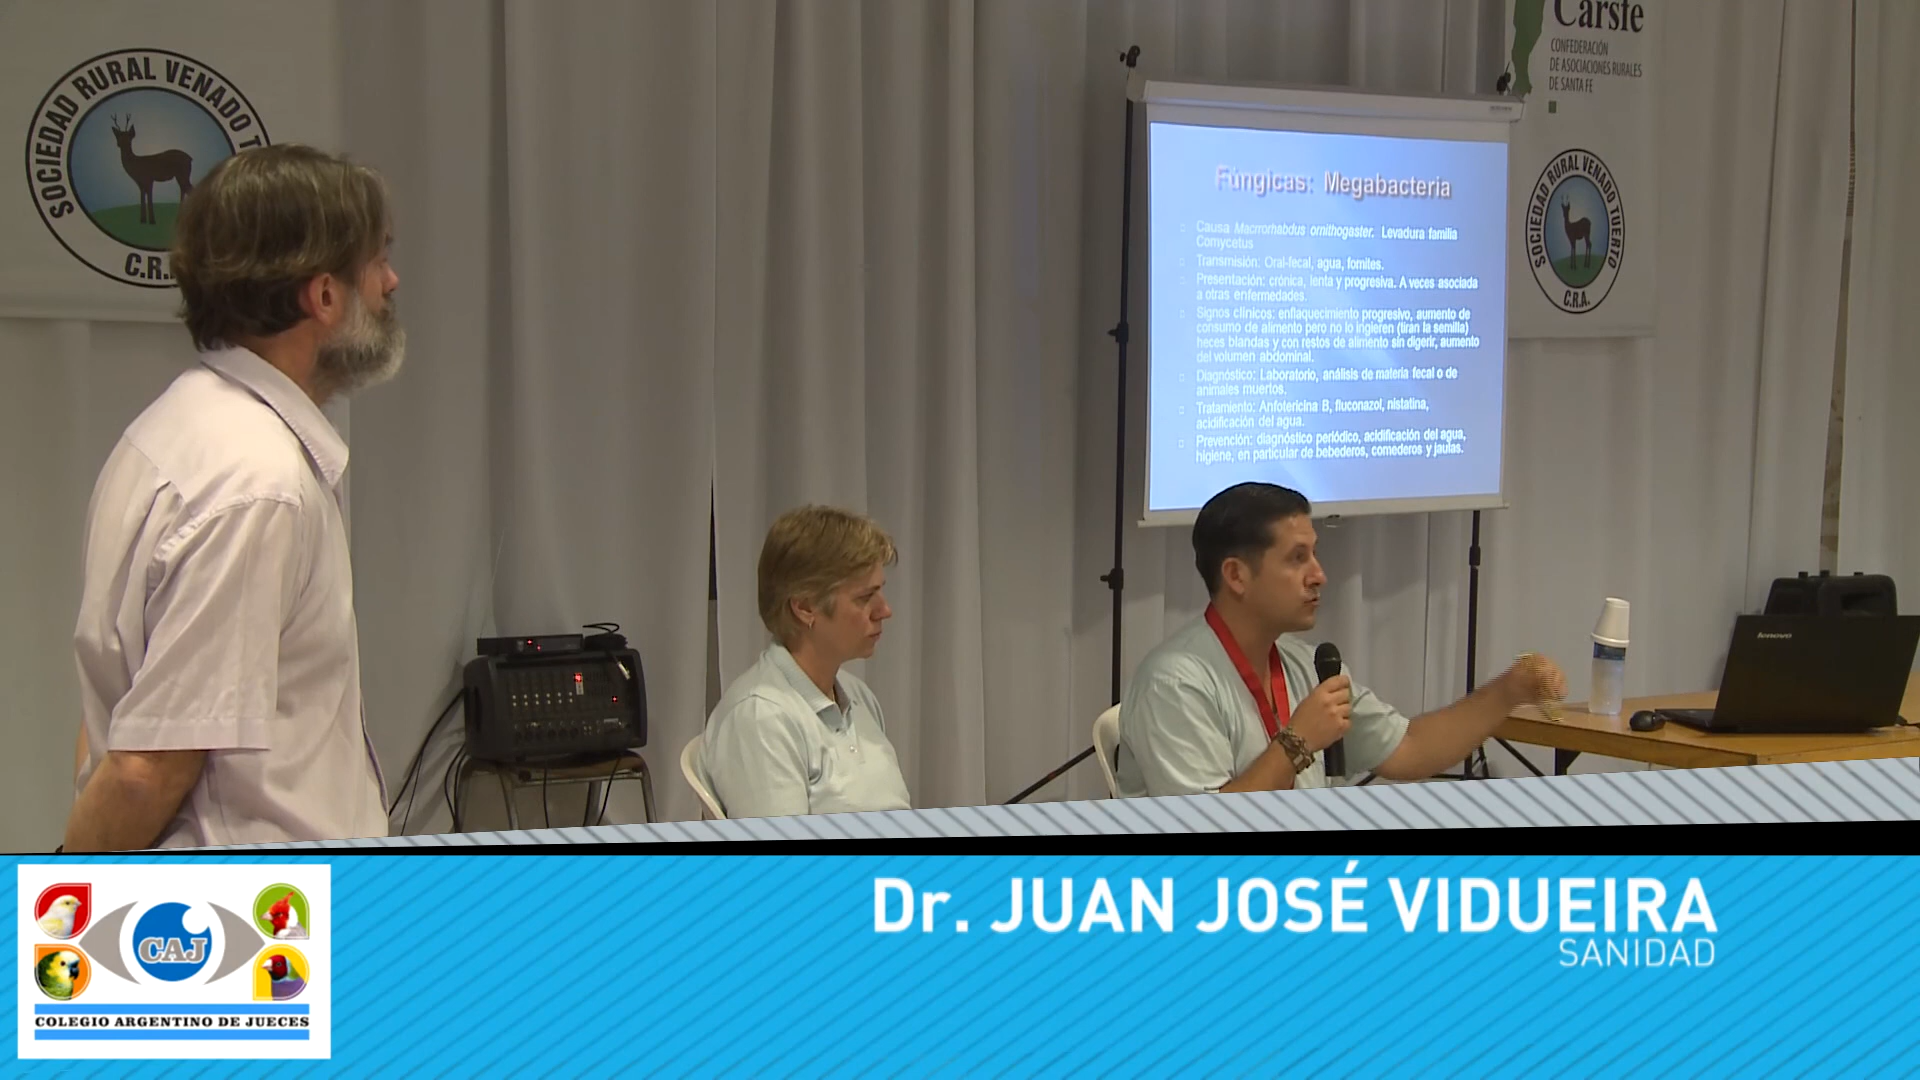 SOCIEDAD RURAL VENADO T
C.R.
Carsfe
CONFEDERACIÓN
DE ASOCIACIONES RURALES
DE SANTA FE
SOCIEDAD RURAL VENADO TUERTO
C.R.A.
Fúngicas: Megabacteria
Causa Macrrorhabdus ornithogaster. Levadura familia
Comycetus
Transmisión: Oral-fecal, agua, fomites.
Presentación: crónica, lenta y progresiva. A veces asociada
a otras enfermedades.
Signos clínicos: enflaquecimiento progresivo, aumento de
consumo de alimento pero no lo ingieren (tiran la semilla)
heces blandas y con restos de alimento sin digerir, aumento
del volumen abdominal.
Diagnóstico: Laboratorio, análisis de materia fecal o de
animales muertos.
Tratamiento: Anfotericina B, fluconazol, nistatina,
acidificación del agua.
Prevención: diagnóstico periódico, acidificación del agua,
higiene, en particular de bebederos, comederos y jaulas.
lenovo
Dr. JUAN JOSÉ VIDUEIRA
SANIDAD
CAJ
COLEGIO ARGENTINO DE JUECES